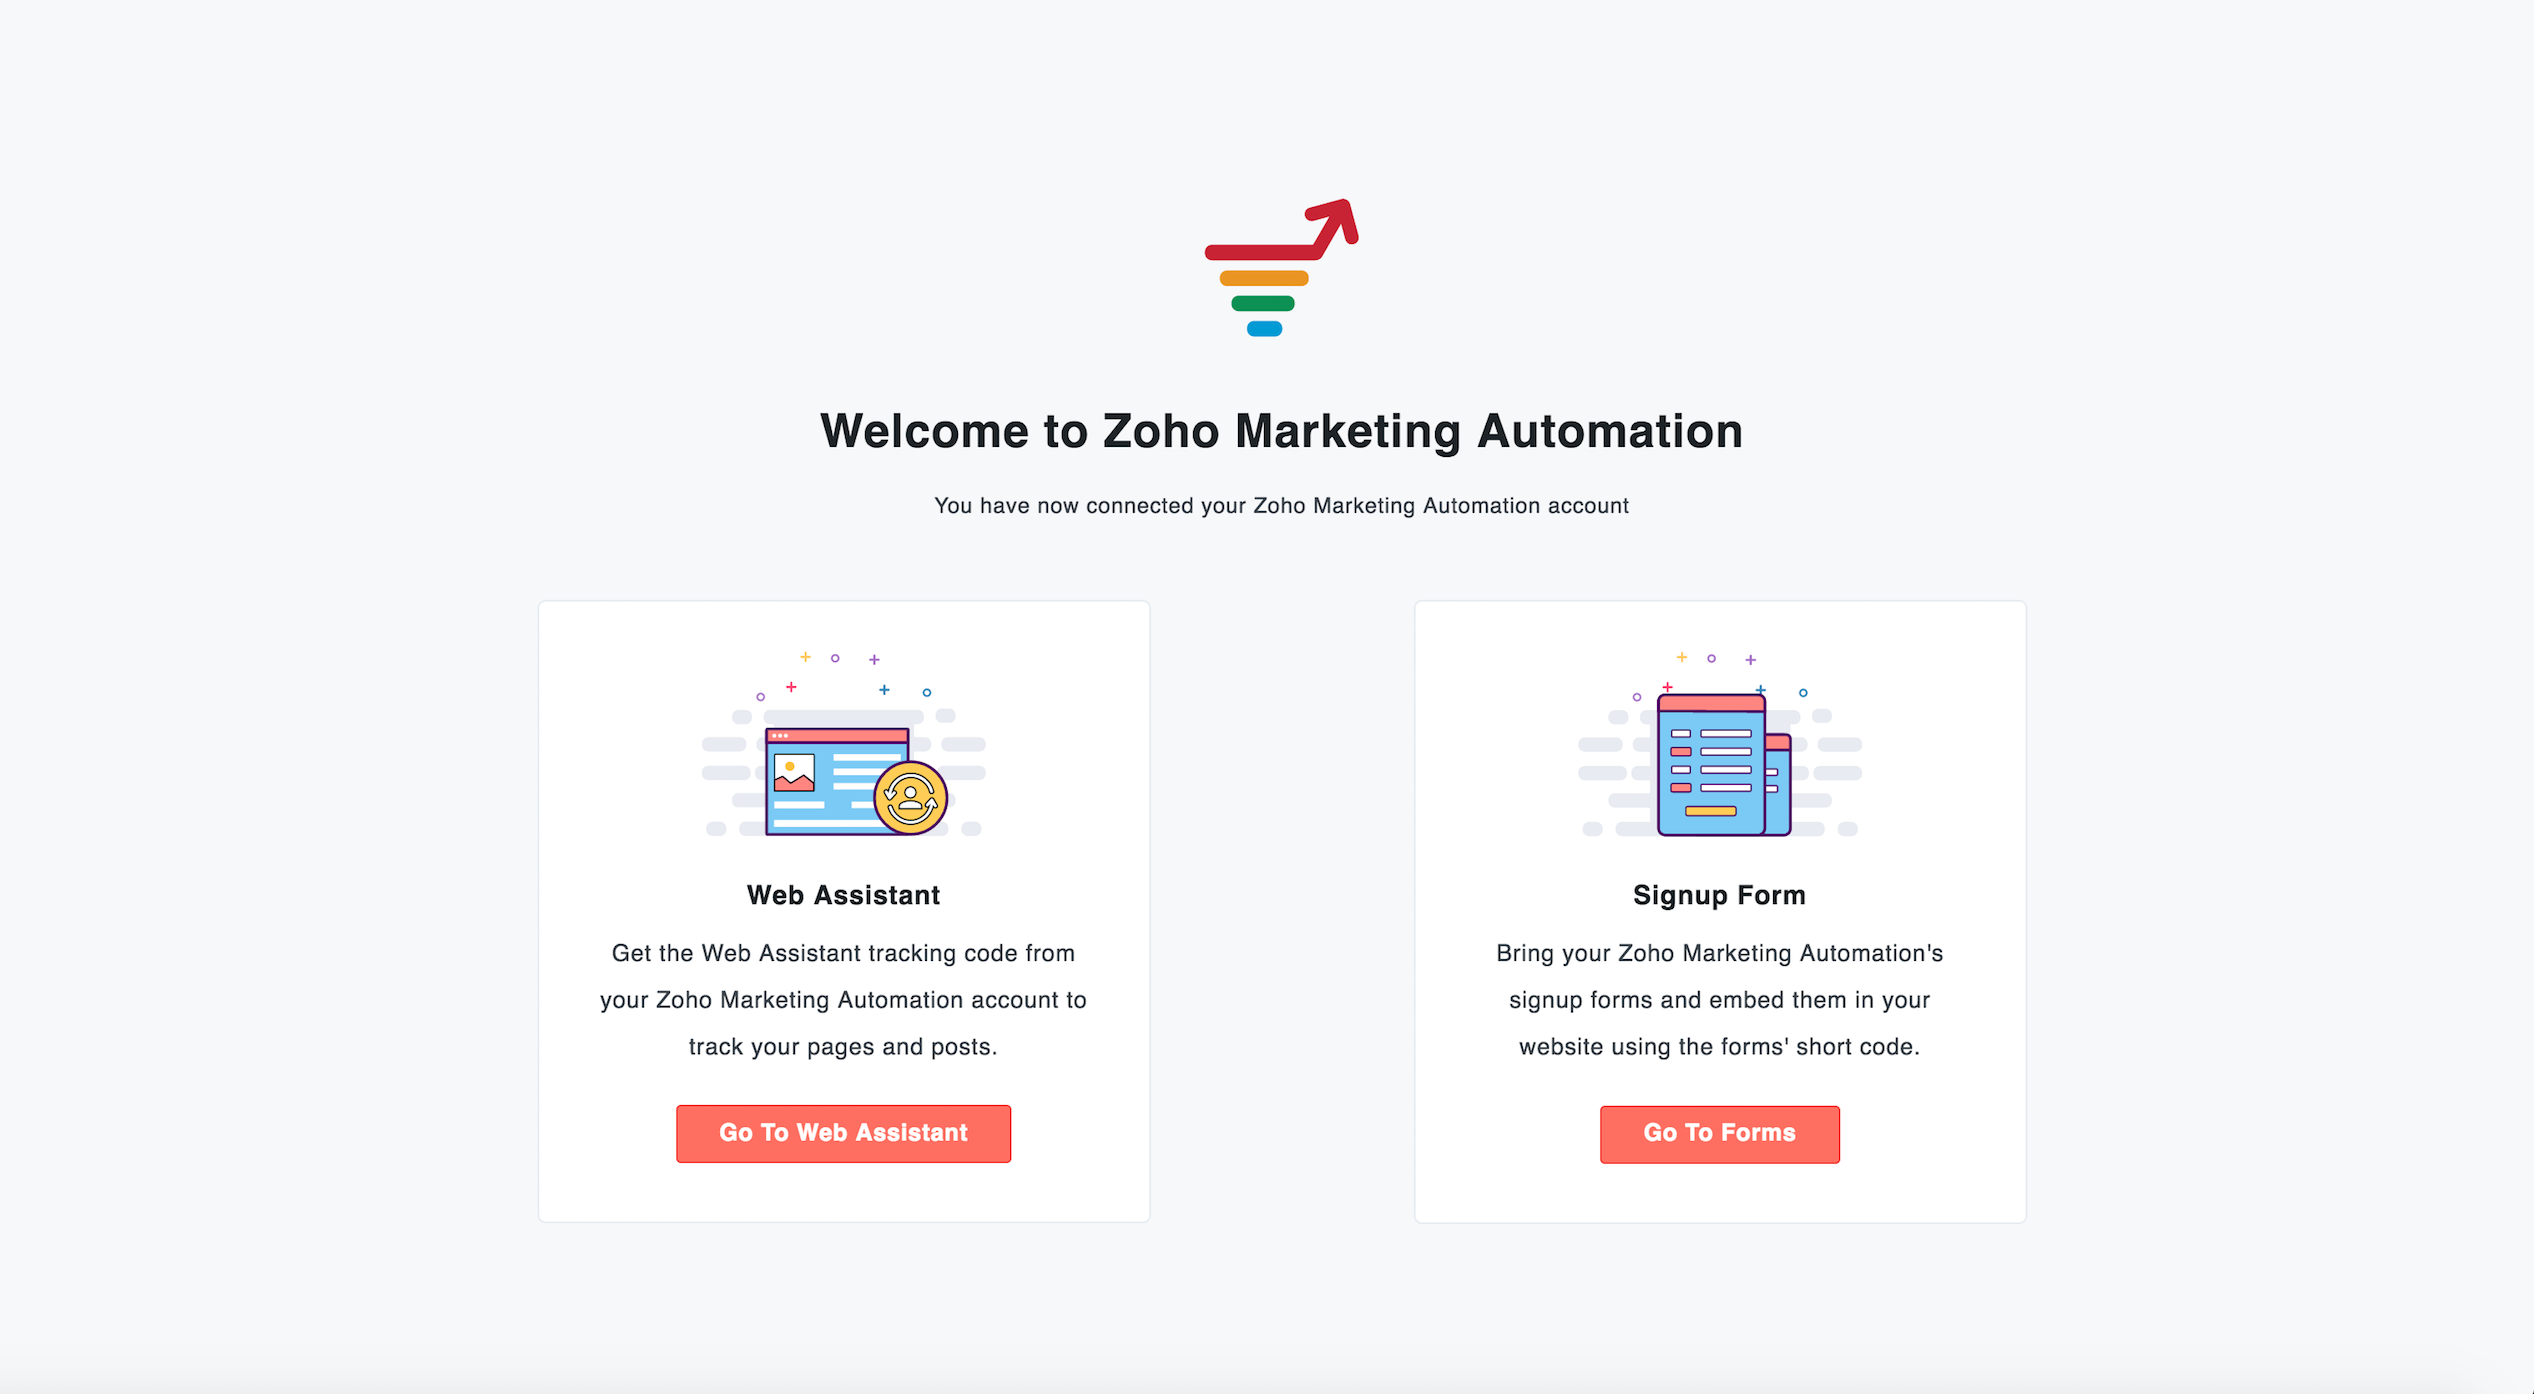 Welcome to Zoho Marketing Automation
You have now connected your Zoho Marketing Automation account
Web Assistant
Get the Web Assistant tracking code from
your Zoho Marketing Automation account to
track your pages and posts.
Go To Web Assistant
Signup Form
Bring your Zoho Marketing Automation's
signup forms and embed them in your
website using the forms' short code.
Go To Forms